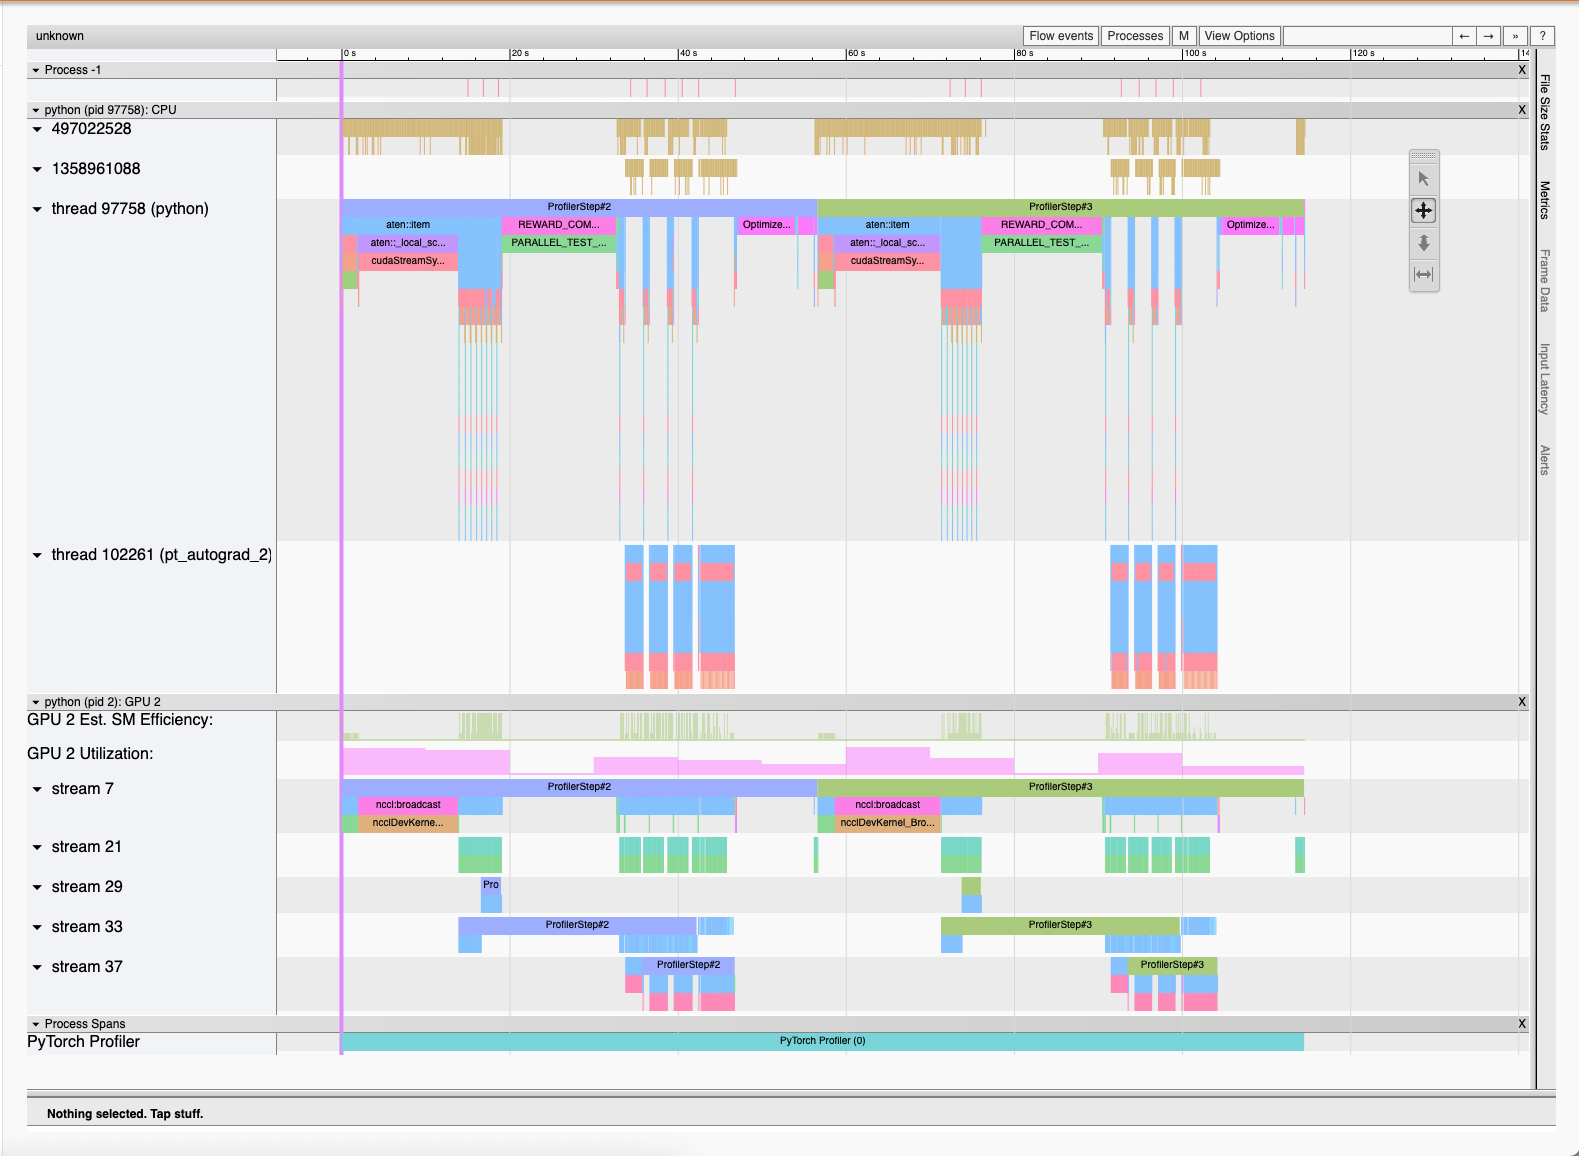 unknown
Flow events Processes M View Options ← → » ?
0 s 20 s 40 s 60 s 80 s 100 s 120 s 14
Process -1 X
python (pid 97758): CPU X
497022528
1358961088
thread 97758 (python)
ProfilerStep#2 ProfilerStep#3
aten::item REWARD_COM... Optimize... aten::item REWARD_COM... Optimize...
aten::_local_sc... PARALLEL_TEST_... aten::_local_sc... PARALLEL_TEST_...
cudaStreamSy... cudaStreamSy...
thread 102261 (pt_autograd_2)
python (pid 2): GPU 2 X
GPU 2 Est. SM Efficiency:
GPU 2 Utilization:
stream 7 ProfilerStep#2 ProfilerStep#3
nccl:broadcast nccl:broadcast
ncclDevKerne... ncclDevKernel_Bro...
stream 21
stream 29 Pro
stream 33 ProfilerStep#2 ProfilerStep#3
stream 37 ProfilerStep#2 ProfilerStep#3
Process Spans X
PyTorch Profiler PyTorch Profiler (0)
Nothing selected. Tap stuff.
File Size Stats
Metrics
Frame Data
Input Latency
Alerts